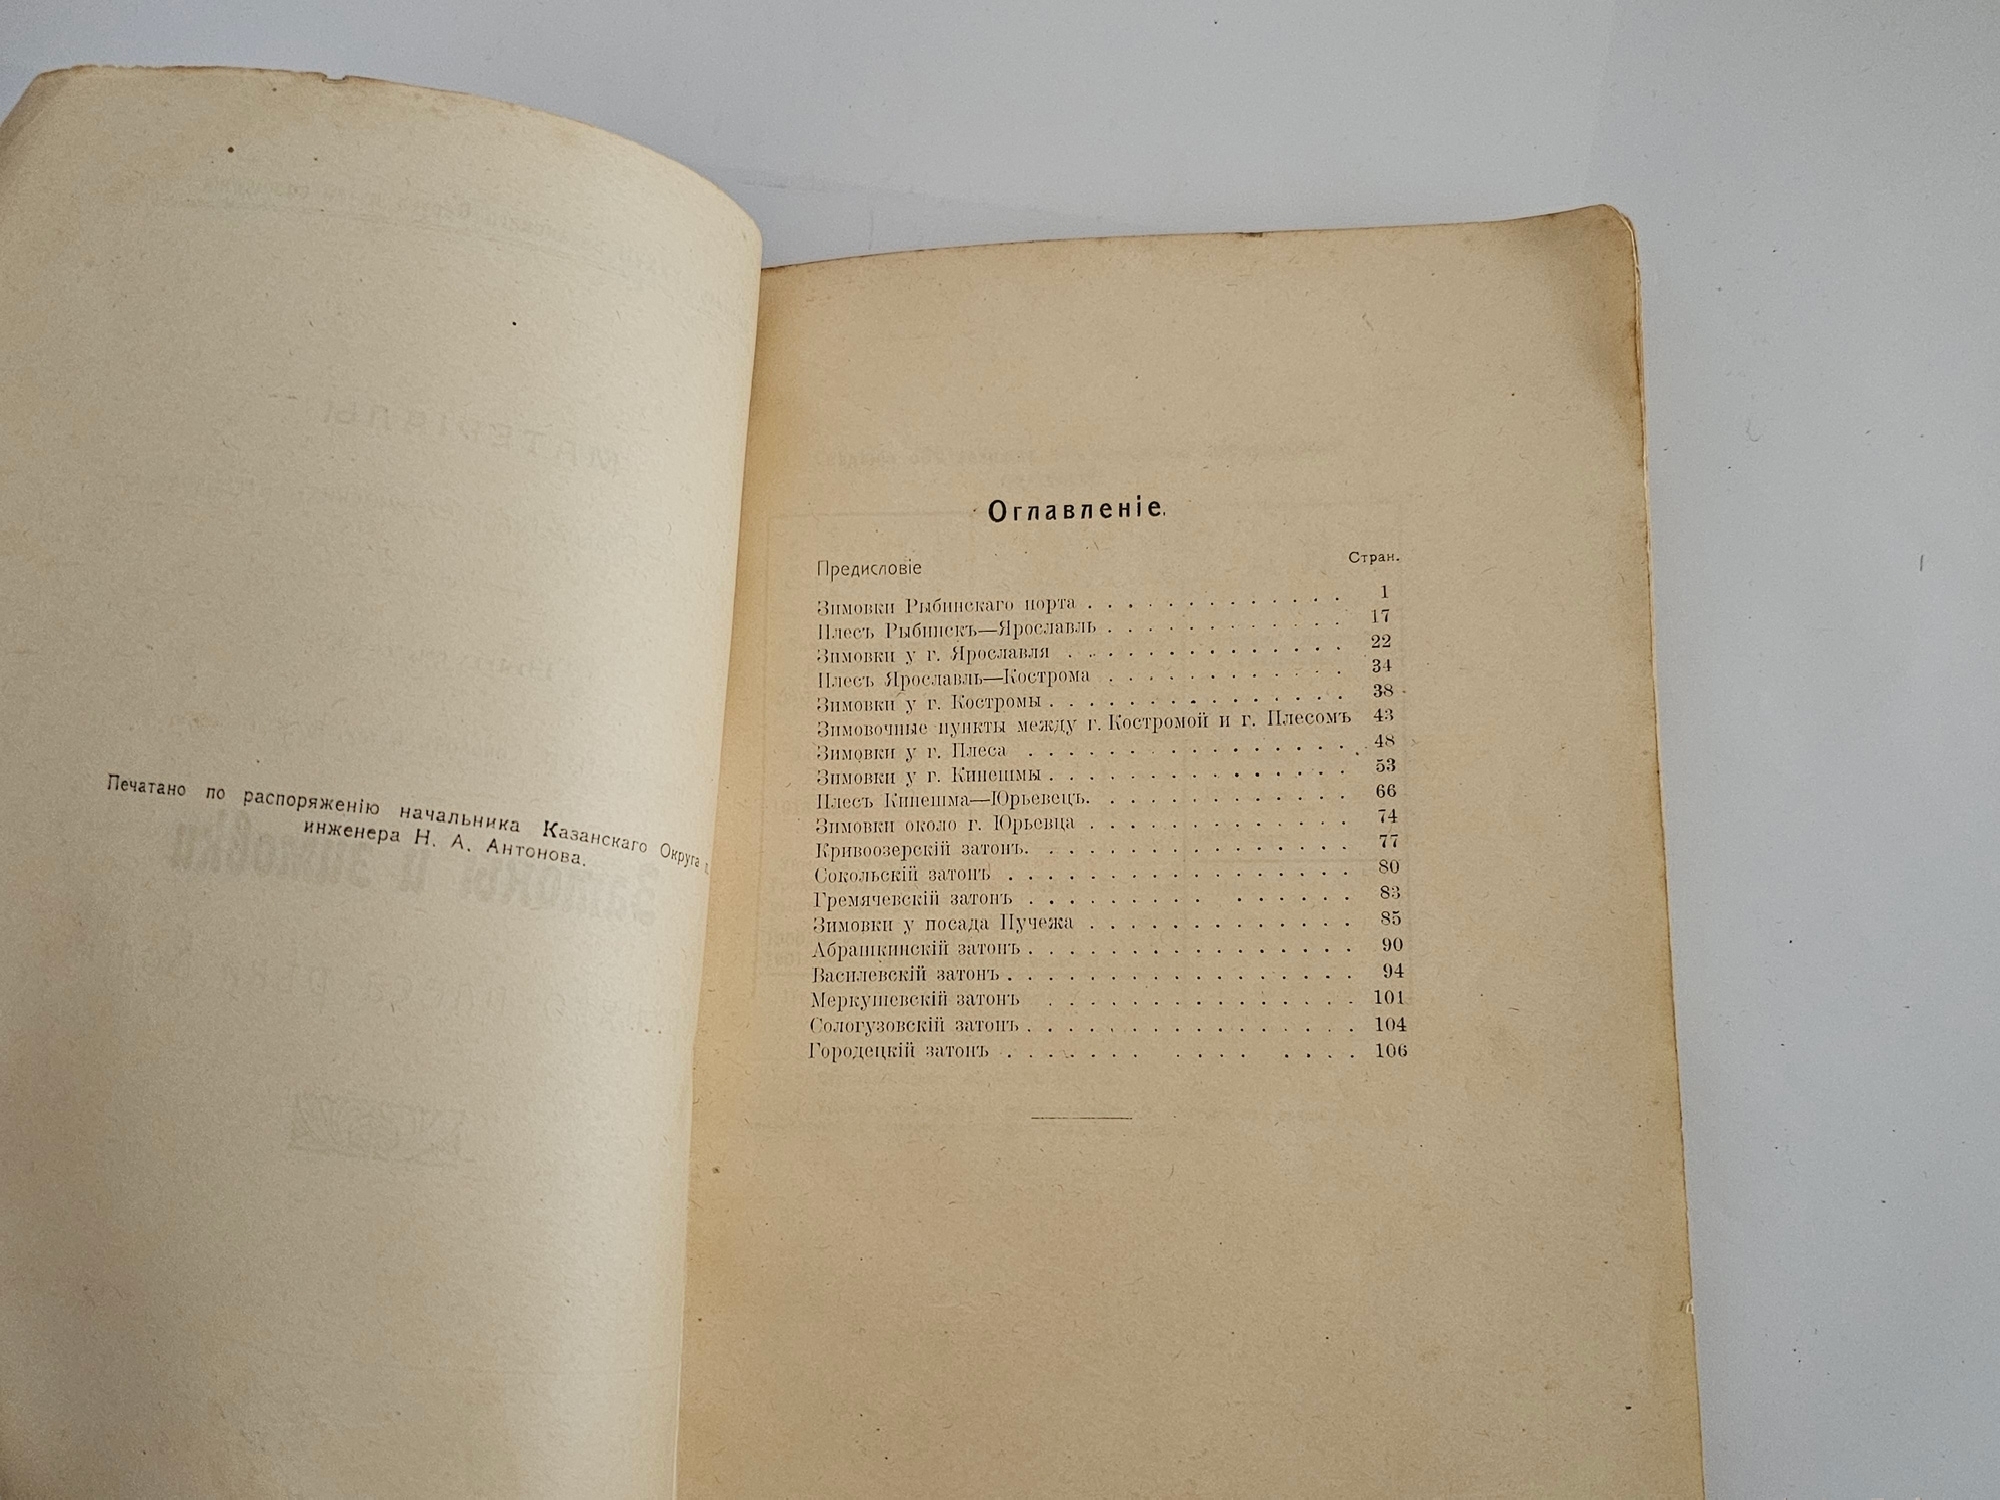 Печатано по распоряженію начальника Казанскаго Округа
инженера Н. А. Антонова.
Оглавленіе.
Стран.
Предисловіе
Зимовки Рыбинскаго порта . . . . . . . . . . . . . 1
Плесъ Рыбинскъ—Ярославль . . . . . . . . . . . . 17
Зимовки у г. Ярославля . . . . . . . . . . . . . . 22
Плесъ Ярославль—Кострома . . . . . . . . . . . . 34
Зимовки у г. Костромы . . . . . . . . . . . . . . . 38
Зимовочные пункты между г. Костромой и г. Плесомъ 43
Зимовки у г. Плеса . . . . . . . . . . . . . . . . 48
Зимовки у г. Кинешмы . . . . . . . . . . . . . . . 53
Плесъ Кинешма—Юрьевецъ. . . . . . . . . . . . . 66
Зимовки около г. Юрьевца . . . . . . . . . . . . . 74
Кривоозерскій затонъ. . . . . . . . . . . . . . . . 77
Сокольскій затонъ . . . . . . . . . . . . . . . . . 80
Гремячевскій затонъ . . . . . . . . . . . . . . . 83
Зимовки у посада Пучежа . . . . . . . . . . . . . 85
Абрашкинскій затонъ . . . . . . . . . . . . . . . . 90
Василевскій затонъ . . . . . . . . . . . . . . . . . 94
Меркушевскій затонъ . . . . . . . . . . . . . . . 101
Сологузовскій затонъ . . . . . . . . . . . . . . . . 104
Городецкій затонъ . . . . . . . . . . . . . . 106